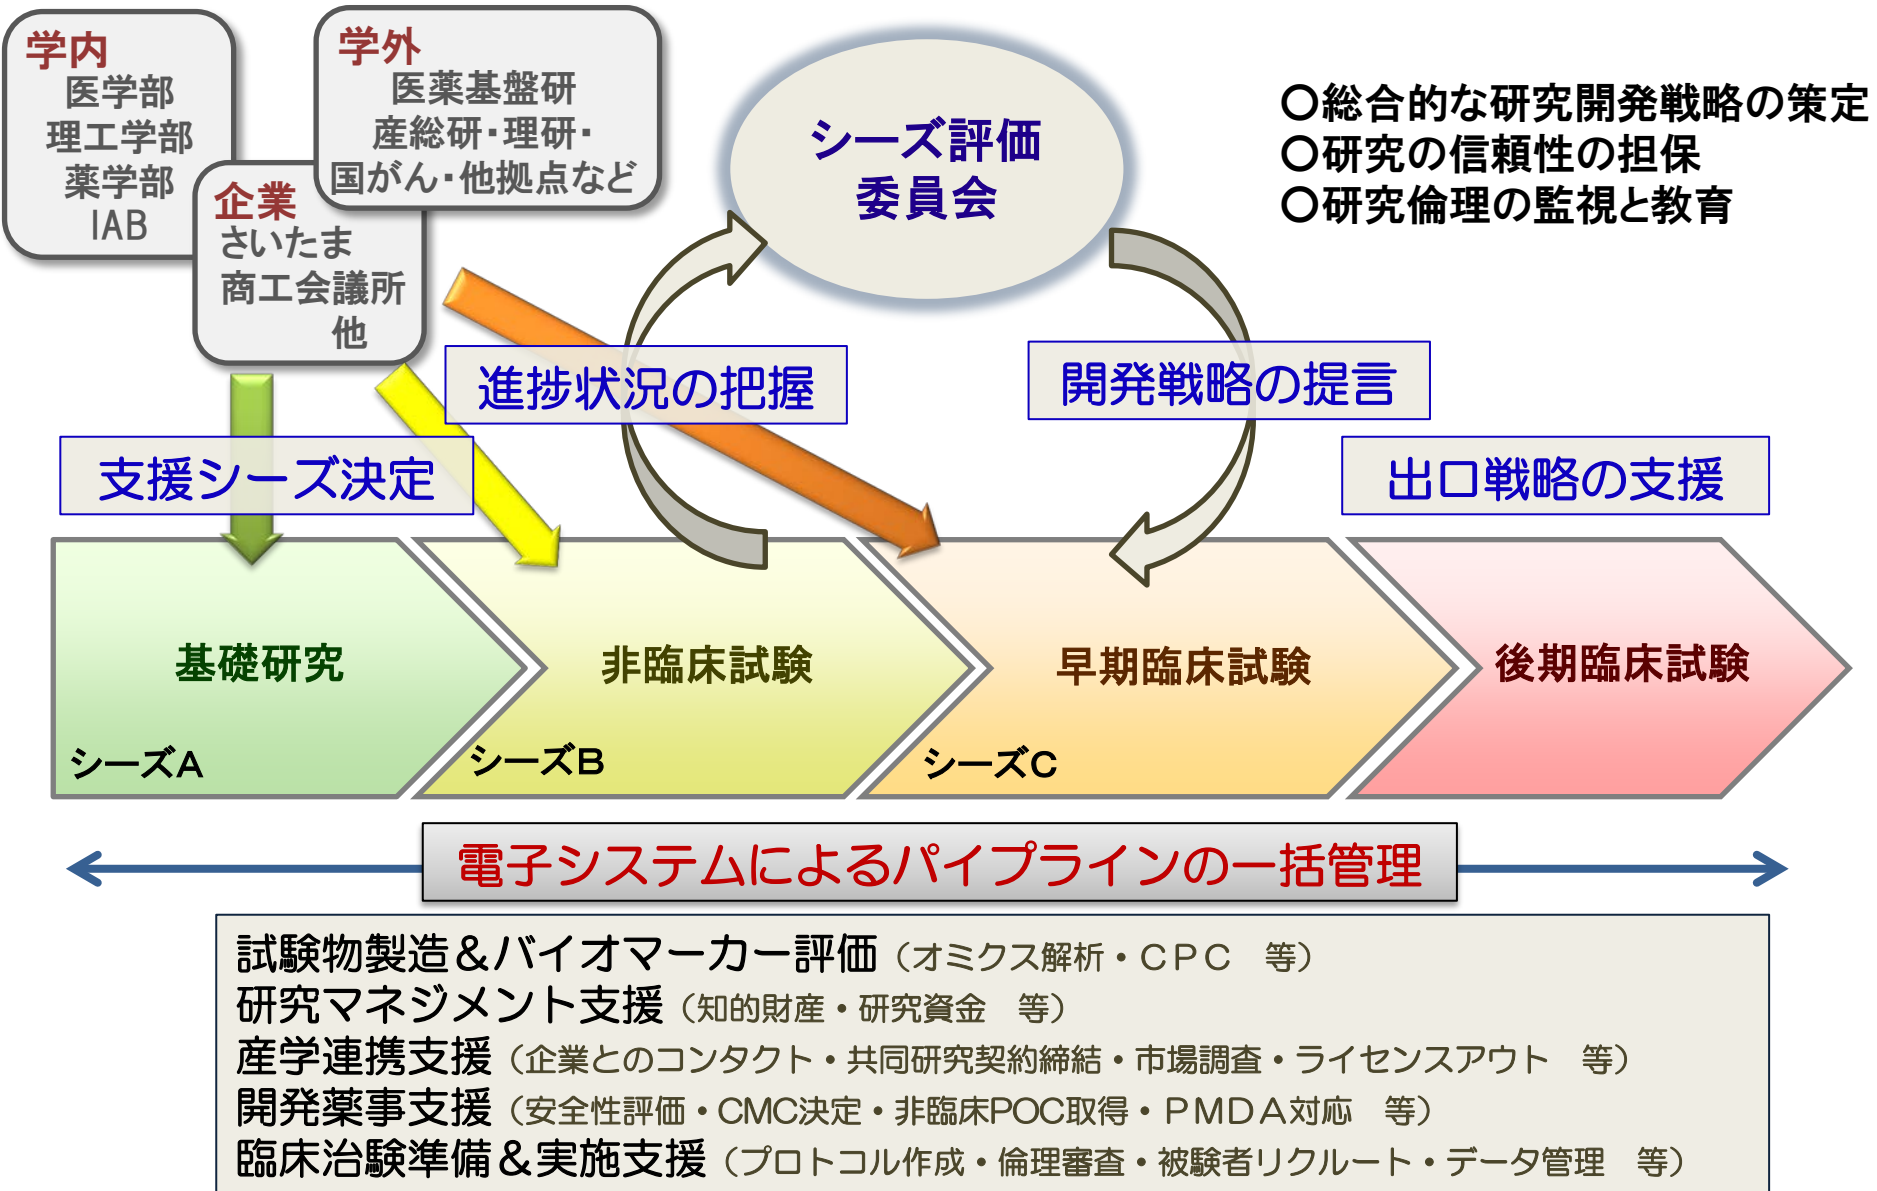 学内
医学部
理工学部
薬学部
IAB
学外
医薬基盤研
産総研・理研・
国がん・他拠点など
企業
さいたま
商工会議所
他
シーズ評価
委員会
〇総合的な研究開発戦略の策定
〇研究の信頼性の担保
〇研究倫理の監視と教育
進捗状況の把握
開発戦略の提言
支援シーズ決定
出口戦略の支援
基礎研究
非臨床試験
早期臨床試験
後期臨床試験
シーズA
シーズB
シーズC
電子システムによるパイプラインの一括管理
試験物製造＆バイオマーカー評価（オミクス解析・ＣＰＣ　等）
研究マネジメント支援（知的財産・研究資金　等）
産学連携支援（企業とのコンタクト・共同研究契約締結・市場調査・ライセンスアウト　等）
開発薬事支援（安全性評価・CMC決定・非臨床POC取得・ＰＭＤＡ対応　等）
臨床治験準備＆実施支援（プロトコル作成・倫理審査・被験者リクルート・データ管理　等）